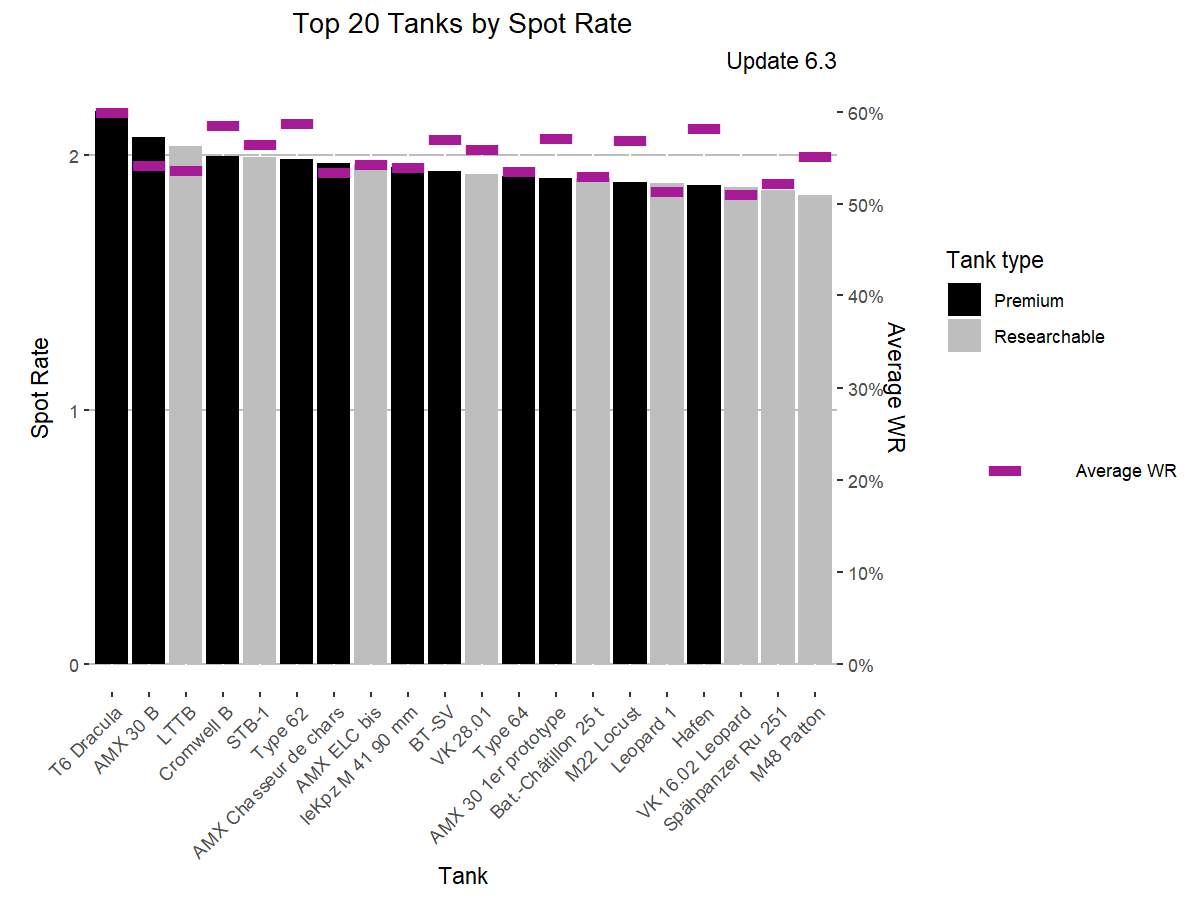 Top 20 Tanks by Spot Rate
Update 6.3
Spot Rate
2
1
0
60%
50%
40%
30%
20%
10%
0%
Average WR
T6 Dracula
AMX 30 B
LTTB
Cromwell B
STB-1
Type 62
AMX Chasseur de chars
AMX ELC bis
leKpz M 41 90 mm
BT-SV
VK 28.01
Type 64
AMX 30 1er prototype
Bat.-Châtillon 25 t
M22 Locust
Leopard 1
Hafen
VK 16.02 Leopard
Spähpanzer Ru 251
M48 Patton
Tank
Tank type
Premium
Researchable
Average WR